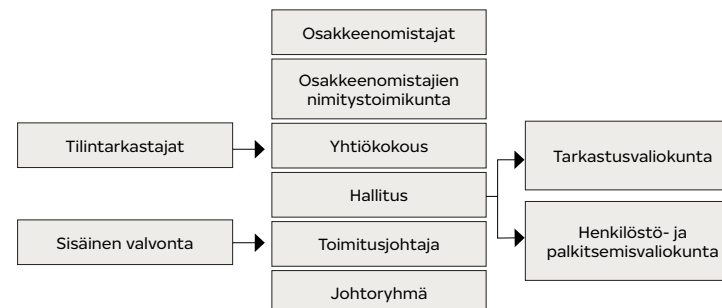 Osakkeenomistajat
Osakkeenomistajien
nimitystoimikunta
Tilintarkastajat
Yhtiökokous
Tarkastusvaliokunta
Hallitus
Sisäinen valvonta
Toimitusjohtaja
Henkilöstö- ja
palkitsemisvaliokunta
Johtoryhmä